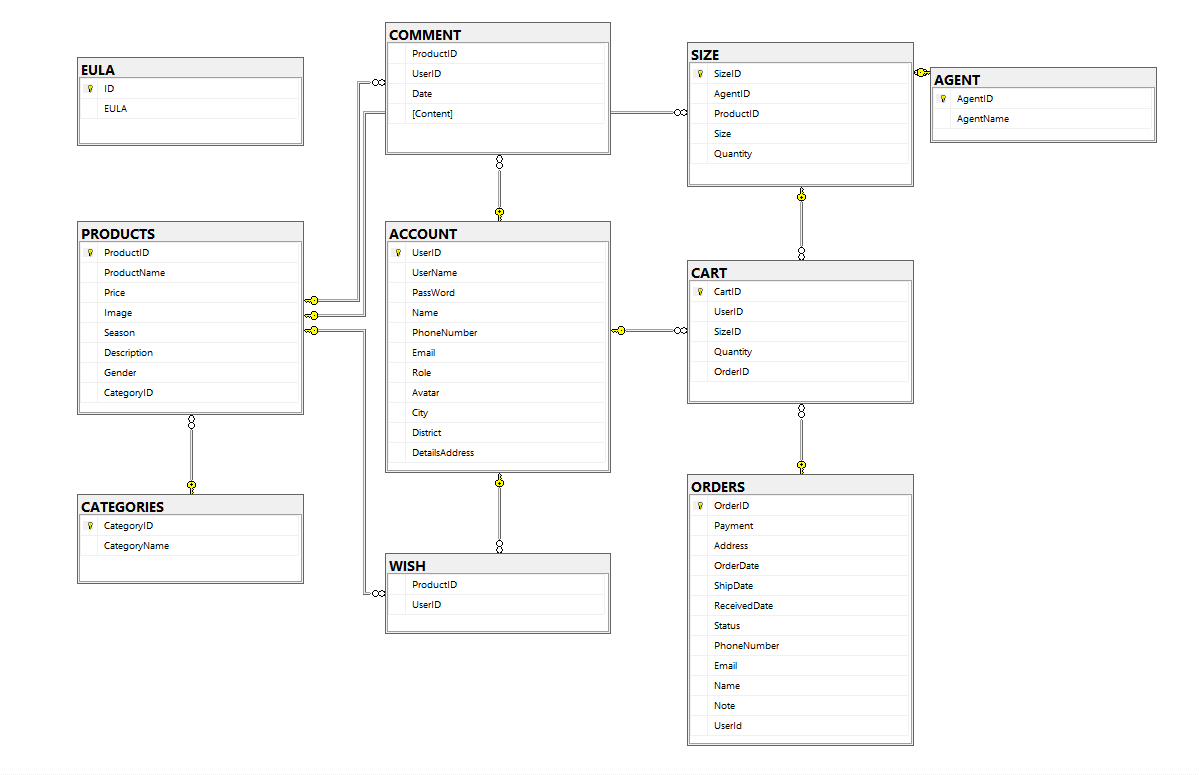 EULA
ID
EULA
COMMENT
ProductID
UserID
Date
[Content]
SIZE
SizeID
AgentID
ProductID
Size
Quantity
AGENT
AgentID
AgentName
PRODUCTS
ProductID
ProductName
Price
Image
Season
Description
Gender
CategoryID
ACCOUNT
UserID
UserName
PassWord
Name
PhoneNumber
Email
Role
Avatar
City
District
DetailsAddress
CART
CartID
UserID
SizeID
Quantity
OrderID
CATEGORIES
CategoryID
CategoryName
WISH
ProductID
UserID
ORDERS
OrderID
Payment
Address
OrderDate
ShipDate
ReceivedDate
Status
PhoneNumber
Email
Name
Note
UserId